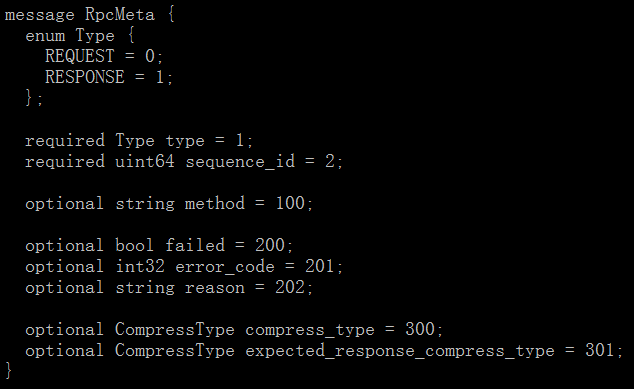 message RpcMeta {
  enum Type {
    REQUEST = 0;
    RESPONSE = 1;
  };

  required Type type = 1;
  required uint64 sequence_id = 2;

  optional string method = 100;

  optional bool failed = 200;
  optional int32 error_code = 201;
  optional string reason = 202;

  optional CompressType compress_type = 300;
  optional CompressType expected_response_compress_type = 301;
}